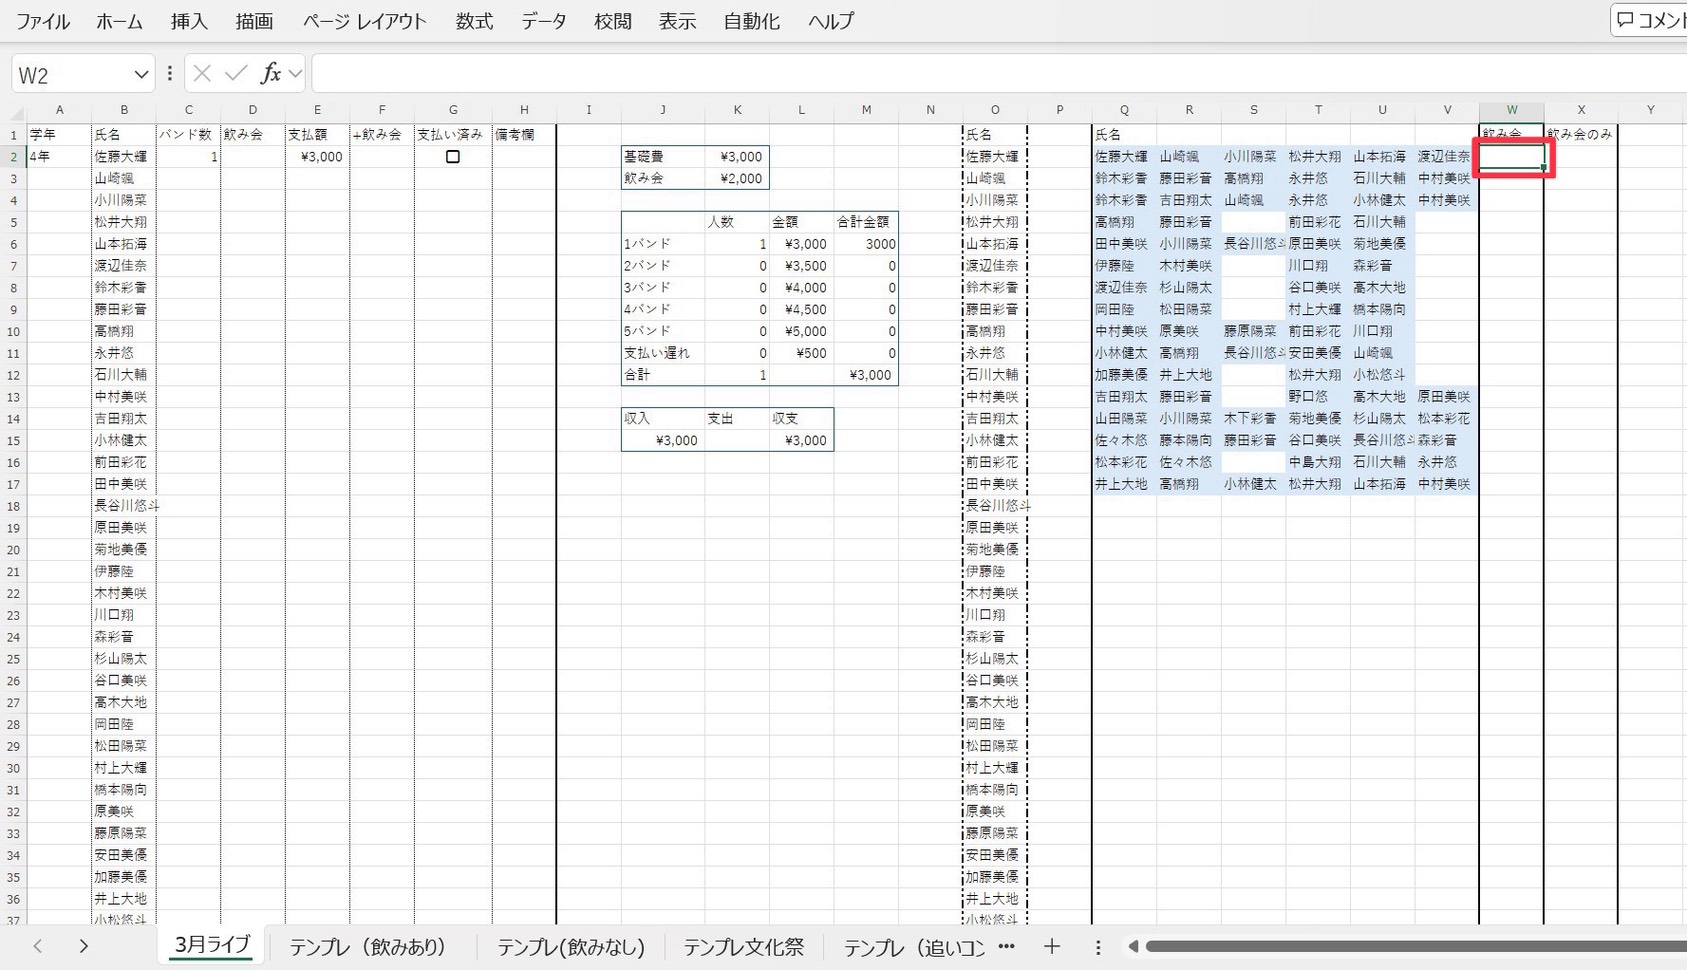 ファイル ホーム 挿入 描画 ページ レイアウト 数式 データ 校閲 表示 自動化 ヘルプ コメント
W2 fx
A B C D E F G H I J K L M N O P Q R S T U V W X Y
1 学年 氏名 バンド数 飲み会 支払額 +飲み会 支払い済み 備考欄 氏名 氏名 飲み会 飲み会のみ
2 4年 佐藤大輝 1 ¥3,000 基礎費 ¥3,000 佐藤大輝 佐藤大輝 山崎颯 小川陽菜 松井大翔 山本拓海 渡辺佳奈
3 山崎颯 飲み会 ¥2,000 山崎颯 鈴木彩香 藤田彩音 高橋翔 永井悠 石川大輔 中村美咲
4 小川陽菜 小川陽菜 鈴木彩香 吉田翔太 山崎颯 永井悠 小林健太 中村美咲
5 松井大翔 人数 金額 合計金額 松井大翔 高橋翔 藤田彩音 前田彩花 石川大輔
6 山本拓海 1バンド 1 ¥3,000 3000 山本拓海 田中美咲 小川陽菜 長谷川悠斗 原田美咲 菊地美優
7 渡辺佳奈 2バンド 0 ¥3,500 0 渡辺佳奈 伊藤陸 木村美咲 川口翔 森彩音
8 鈴木彩香 3バンド 0 ¥4,000 0 鈴木彩香 渡辺佳奈 杉山陽太 谷口美咲 高木大地
9 藤田彩音 4バンド 0 ¥4,500 0 藤田彩音 岡田陸 松田陽菜 村上大輝 橋本陽向
10 高橋翔 5バンド 0 ¥5,000 0 高橋翔 中村美咲 原美咲 藤原陽菜 前田彩花 川口翔
11 永井悠 支払い遅れ 0 ¥500 0 永井悠 小林健太 高橋翔 長谷川悠斗 安田美優 山崎颯
12 石川大輔 合計 1 ¥3,000 石川大輔 加藤美優 井上大地 松井大翔 小松悠斗
13 中村美咲 中村美咲 吉田翔太 藤田彩音 野口悠 高木大地 原田美咲
14 吉田翔太 収入 支出 収支 吉田翔太 山田陽菜 小川陽菜 木下彩香 菊地美優 杉山陽太 松本彩花
15 小林健太 ¥3,000 ¥3,000 小林健太 佐々木悠 藤本陽向 藤田彩音 谷口美咲 長谷川悠斗 森彩音
16 前田彩花 前田彩花 松本彩花 佐々木悠 中島大翔 石川大輔 永井悠
17 田中美咲 田中美咲 井上大地 高橋翔 小林健太 松井大翔 山本拓海 中村美咲
18 長谷川悠斗 長谷川悠斗
19 原田美咲 原田美咲
20 菊地美優 菊地美優
21 伊藤陸 伊藤陸
22 木村美咲 木村美咲
23 川口翔 川口翔
24 森彩音 森彩音
25 杉山陽太 杉山陽太
26 谷口美咲 谷口美咲
27 高木大地 高木大地
28 岡田陸 岡田陸
29 松田陽菜 松田陽菜
30 村上大輝 村上大輝
31 橋本陽向 橋本陽向
32 原美咲 原美咲
33 藤原陽菜 藤原陽菜
34 安田美優 安田美優
35 加藤美優 加藤美優
36 井上大地 井上大地
37 小松悠斗 小松悠斗
3月ライブ テンプレ（飲みあり） テンプレ(飲みなし) テンプレ文化祭 テンプレ（追いコン